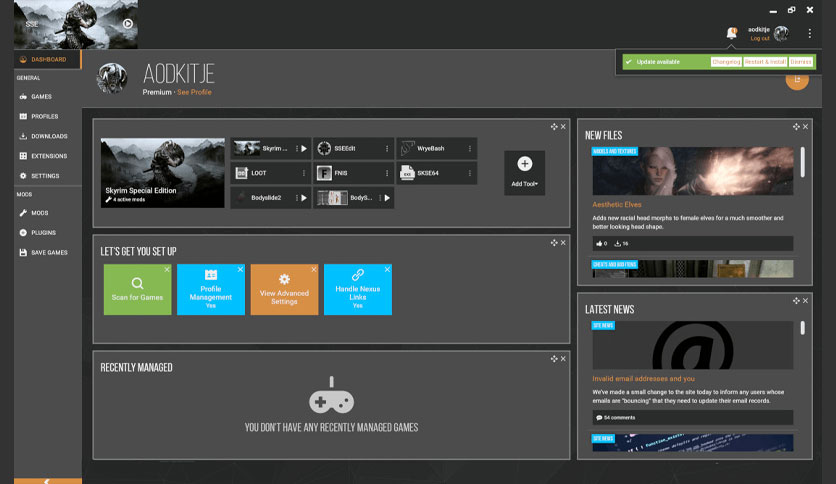 SSE
aodkitje
Log out
Update available
Changelog
Restart & Install
Dismiss
DASHBOARD
GENERAL
GAMES
PROFILES
DOWNLOADS
EXTENSIONS
SETTINGS
MODS
MODS
PLUGINS
SAVE GAMES
AODKITJE
Premium · See Profile
Skyrim Special Edition
4 active mods
Skyrim ...
SSEEdit
WryeBash
LOOT
FNIS
SKSE64
Bodyslide2
BodyS...
Add Tool
LET'S GET YOU SET UP
Scan for Games
Profile
Management
Yes
View Advanced
Settings
Handle Nexus
Links
Yes
RECENTLY MANAGED
YOU DON'T HAVE ANY RECENTLY MANAGED GAMES
NEW FILES
MODELS AND TEXTURES
Aesthetic Elves
Adds new racial head morphs to female elves for a much smoother and
better looking head shape.
0
16
CHEATS AND GOD ITEMS
LATEST NEWS
SITE NEWS
@
Invalid email addresses and you
We've made a small change to the site today to inform any users whose
emails are "bouncing" that they need to update their email records.
54 comments
SITE NEWS